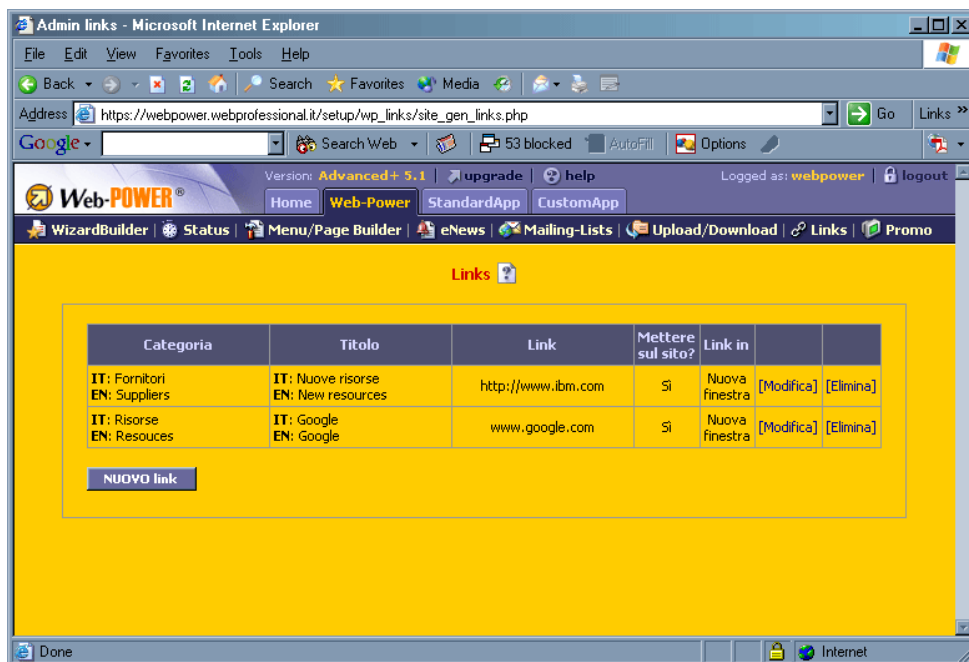 Admin links - Microsoft Internet Explorer
File Edit View Favorites Tools Help
Back Search Favorites Media
Address https://webpower.webprofessional.it/setup/wp_links/site_gen_links.php Go Links »
Google Search Web 53 blocked AutoFill Options
Version: Advanced+ 5.1 | upgrade | help Logged as: webpower | logout
Web-POWER®
Home Web-Power StandardApp CustomApp
WizardBuilder | Status | Menu/Page Builder | eNews | Mailing-Lists | Upload/Download | Links | Promo
Links
Categoria Titolo Link Mettere sul sito? Link in
IT: Fornitori IT: Nuove risorse http://www.ibm.com Sì Nuova finestra [Modifica] [Elimina]
EN: Suppliers EN: New resources
IT: Risorse IT: Google www.google.com Sì Nuova finestra [Modifica] [Elimina]
EN: Resouces EN: Google
NUOVO link
Done Internet